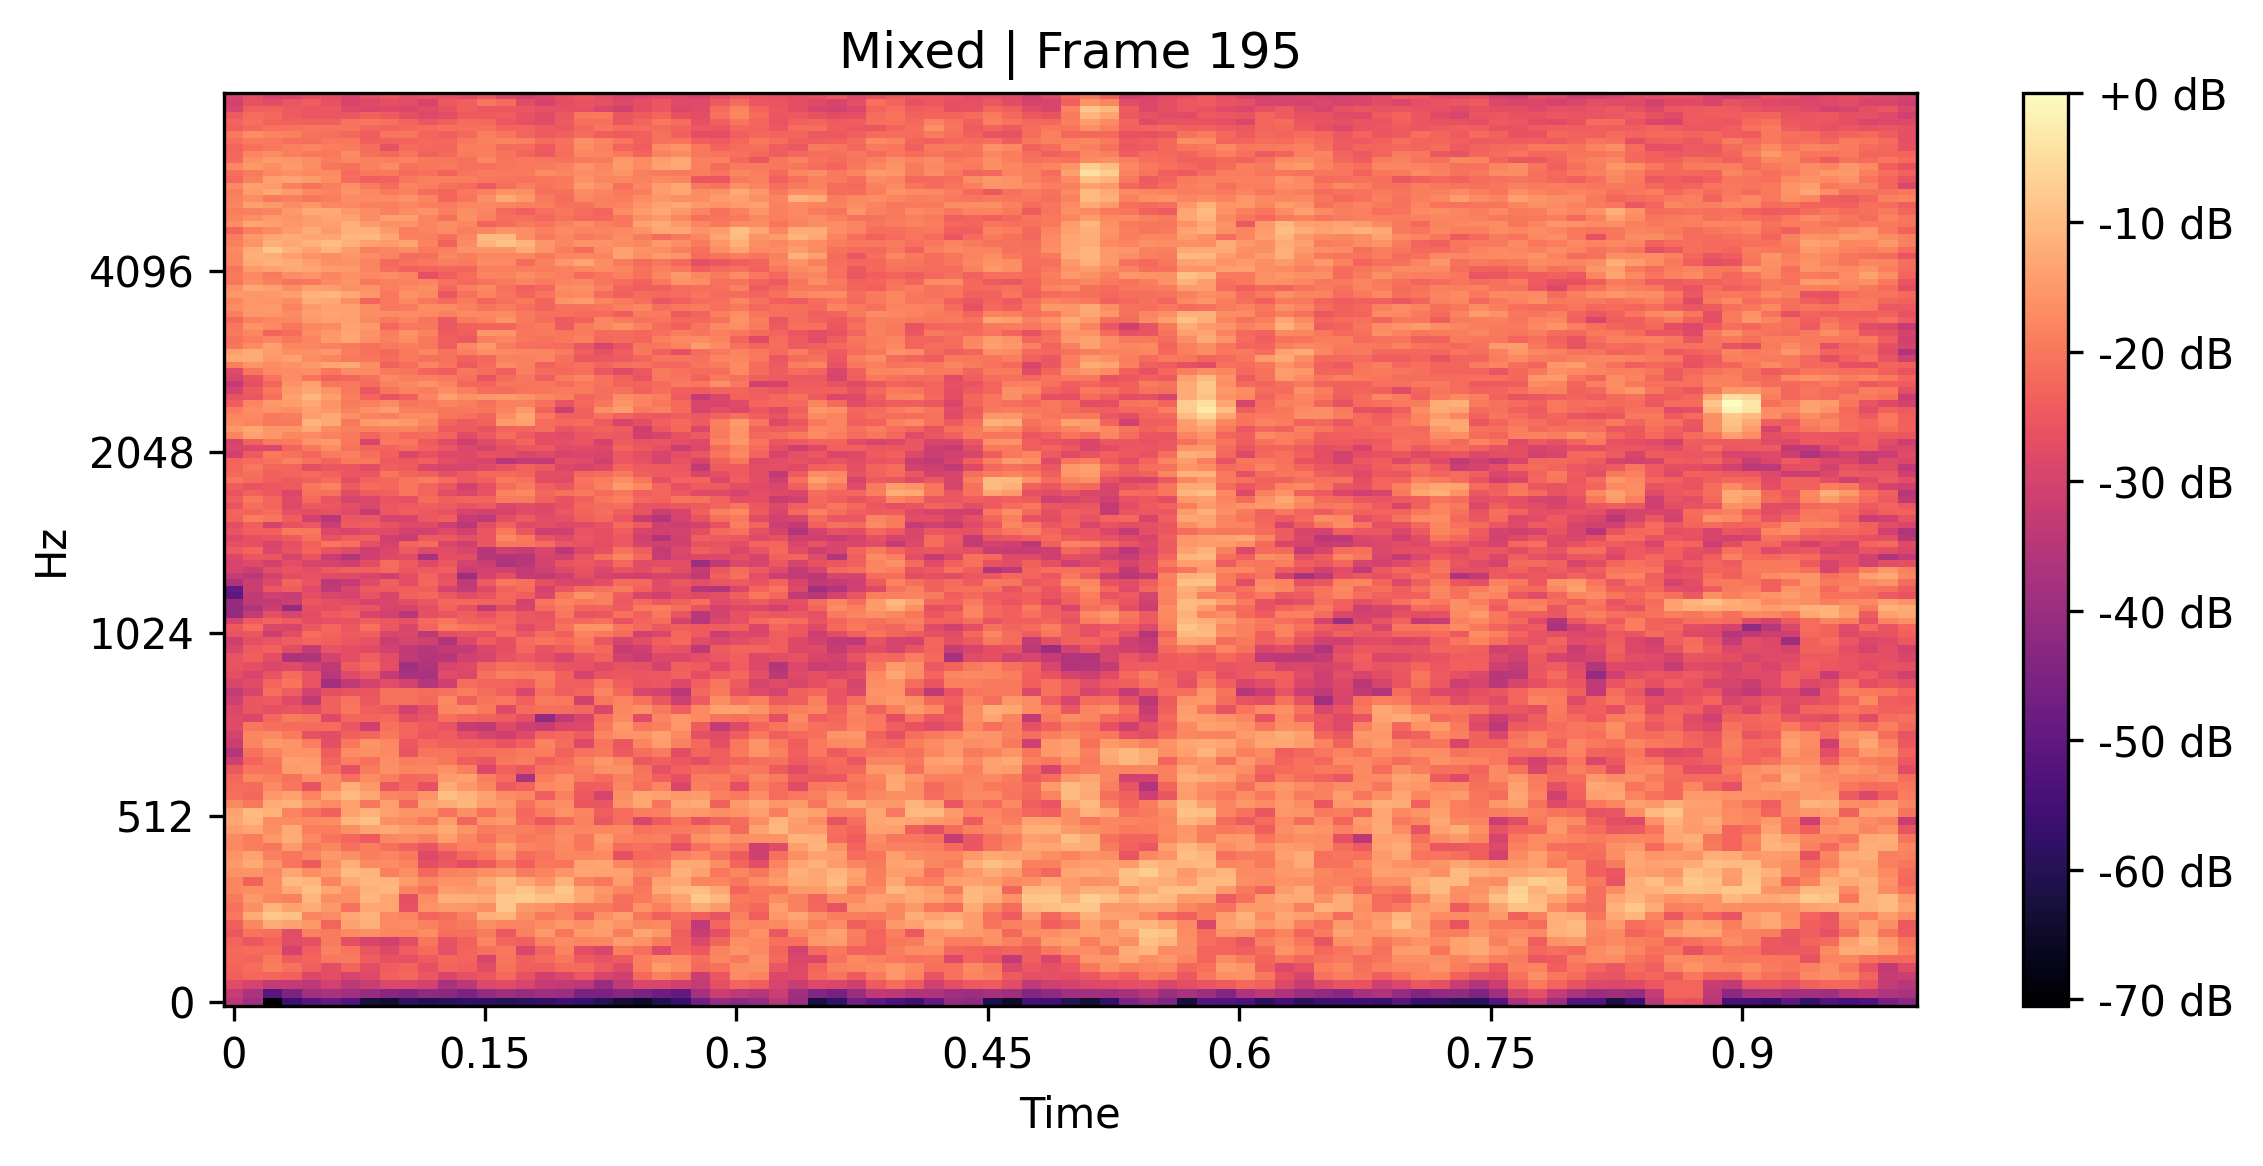 Mixed | Frame 195
Hz
4096
2048
1024
512
0
0 0.15 0.3 0.45 0.6 0.75 0.9
Time
+0 dB
-10 dB
-20 dB
-30 dB
-40 dB
-50 dB
-60 dB
-70 dB